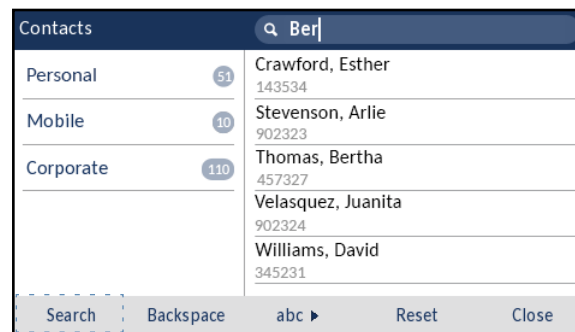 Contacts
Ber
Personal 51
Mobile 10
Corporate 110
Crawford, Esther
143534
Stevenson, Arlie
902323
Thomas, Bertha
457327
Velasquez, Juanita
902324
Williams, David
345231
Search Backspace abc Reset Close